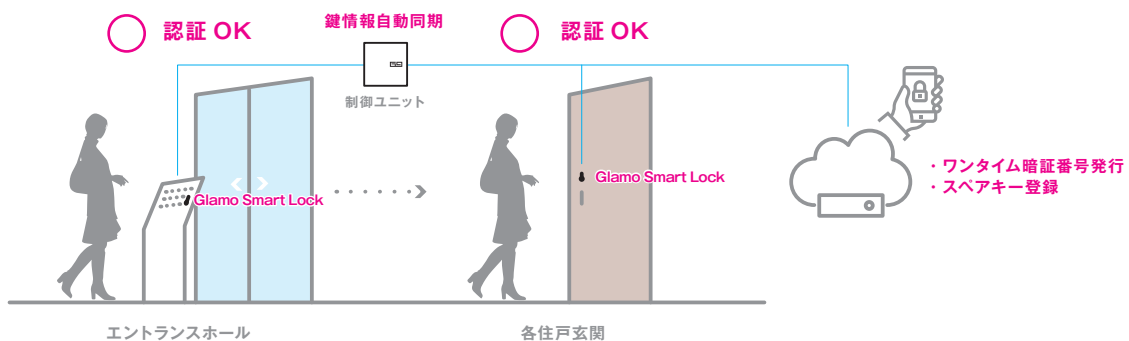 認証 OK
鍵情報自動同期
制御ユニット
認証 OK
Glamo Smart Lock
Glamo Smart Lock
・ワンタイム暗証番号発行
・スペアキー登録
エントランスホール
各住戸玄関